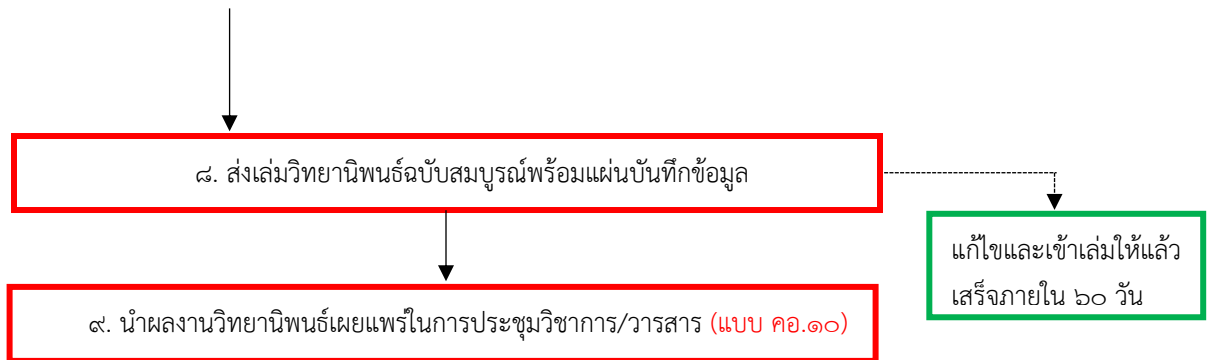 ๘. ส่งเล่มวิทยานิพนธ์ฉบับสมบูรณ์พร้อมแผ่นบันทึกข้อมูล
แก้ไขและเข้าเล่มให้แล้ว
เสร็จภายใน ๖๐ วัน
๙. นำผลงานวิทยานิพนธ์เผยแพร่ในการประชุมวิชาการ/วารสาร (แบบ คอ.๑๐)